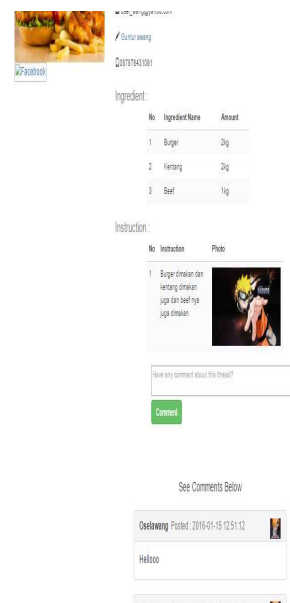 Guntur awang
Facebook
087878431081
Ingredient :
No Ingredient Name Amount
1 Burger 2kg
2 Kentang 2kg
3 Beef 1kg
Instruction :
No Instruction Photo
1 Burger dimakan dan
kentang dimakan
juga dan beef nya
juga dimakan
Have any comment about this thread?
Comment
See Comments Below
Oselawang Posted : 2016-01-15 12:51:12
Hellooo